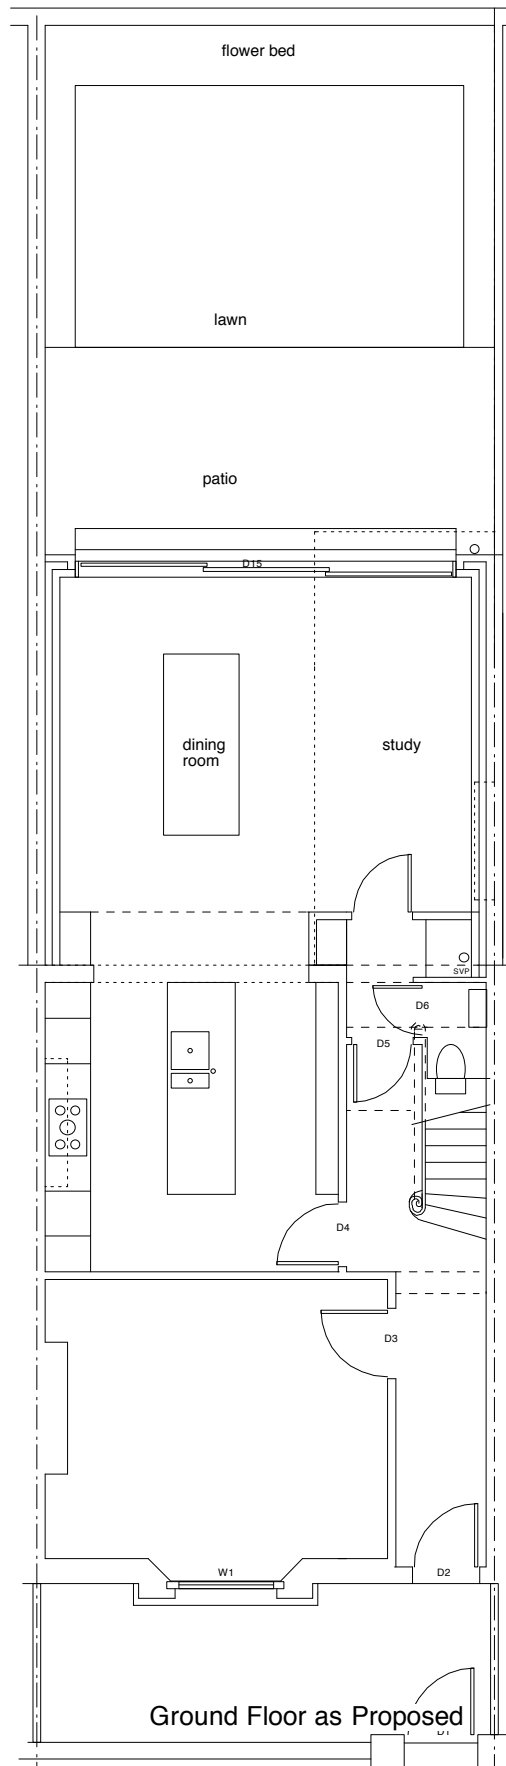 flower bed
lawn
patio
D15
dining
room
study
SVP
D6
D5
D4
D3
W1
D2
Ground Floor as Proposed
D1